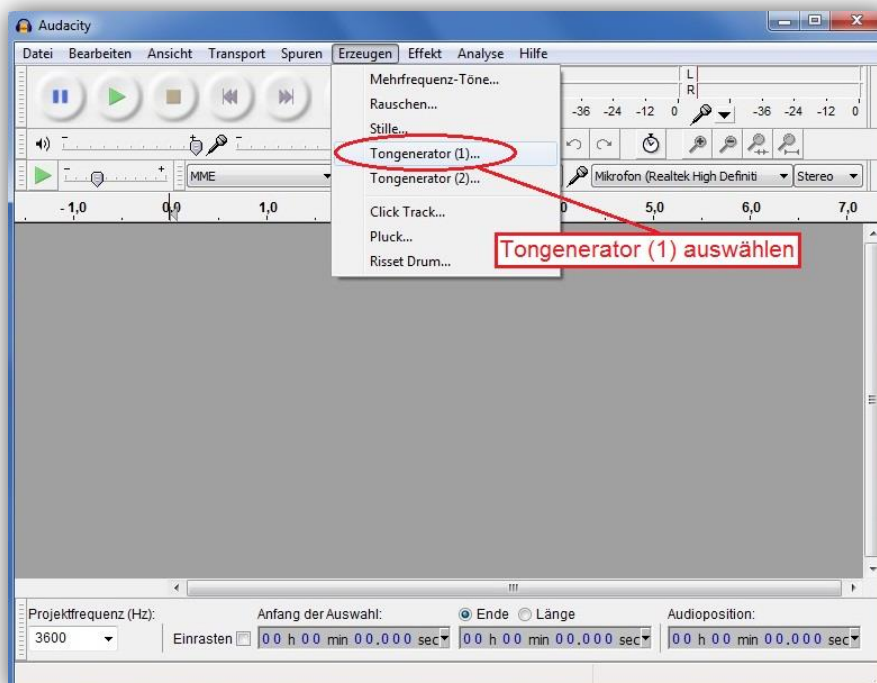 Audacity
Datei Bearbeiten Ansicht Transport Spuren Erzeugen Effekt Analyse Hilfe
Mehrfrequenz-Töne...
Rauschen...
Stille...
Tongenerator (1)...
Tongenerator (2)...
Click Track...
Pluck...
Risset Drum...
L
R
-36 -24 -12 0 -36 -24 -12 0
MME
Mikrofon (Realtek High Definiti Stereo
- 1,0 0,0 1,0 5,0 6,0 7,0
Tongenerator (1) auswählen
Projektfrequenz (Hz): Anfang der Auswahl: Ende Länge Audioposition:
3600 Einrasten 00 h 00 min 00.000 sec 00 h 00 min 00.000 sec 00 h 00 min 00.000 sec